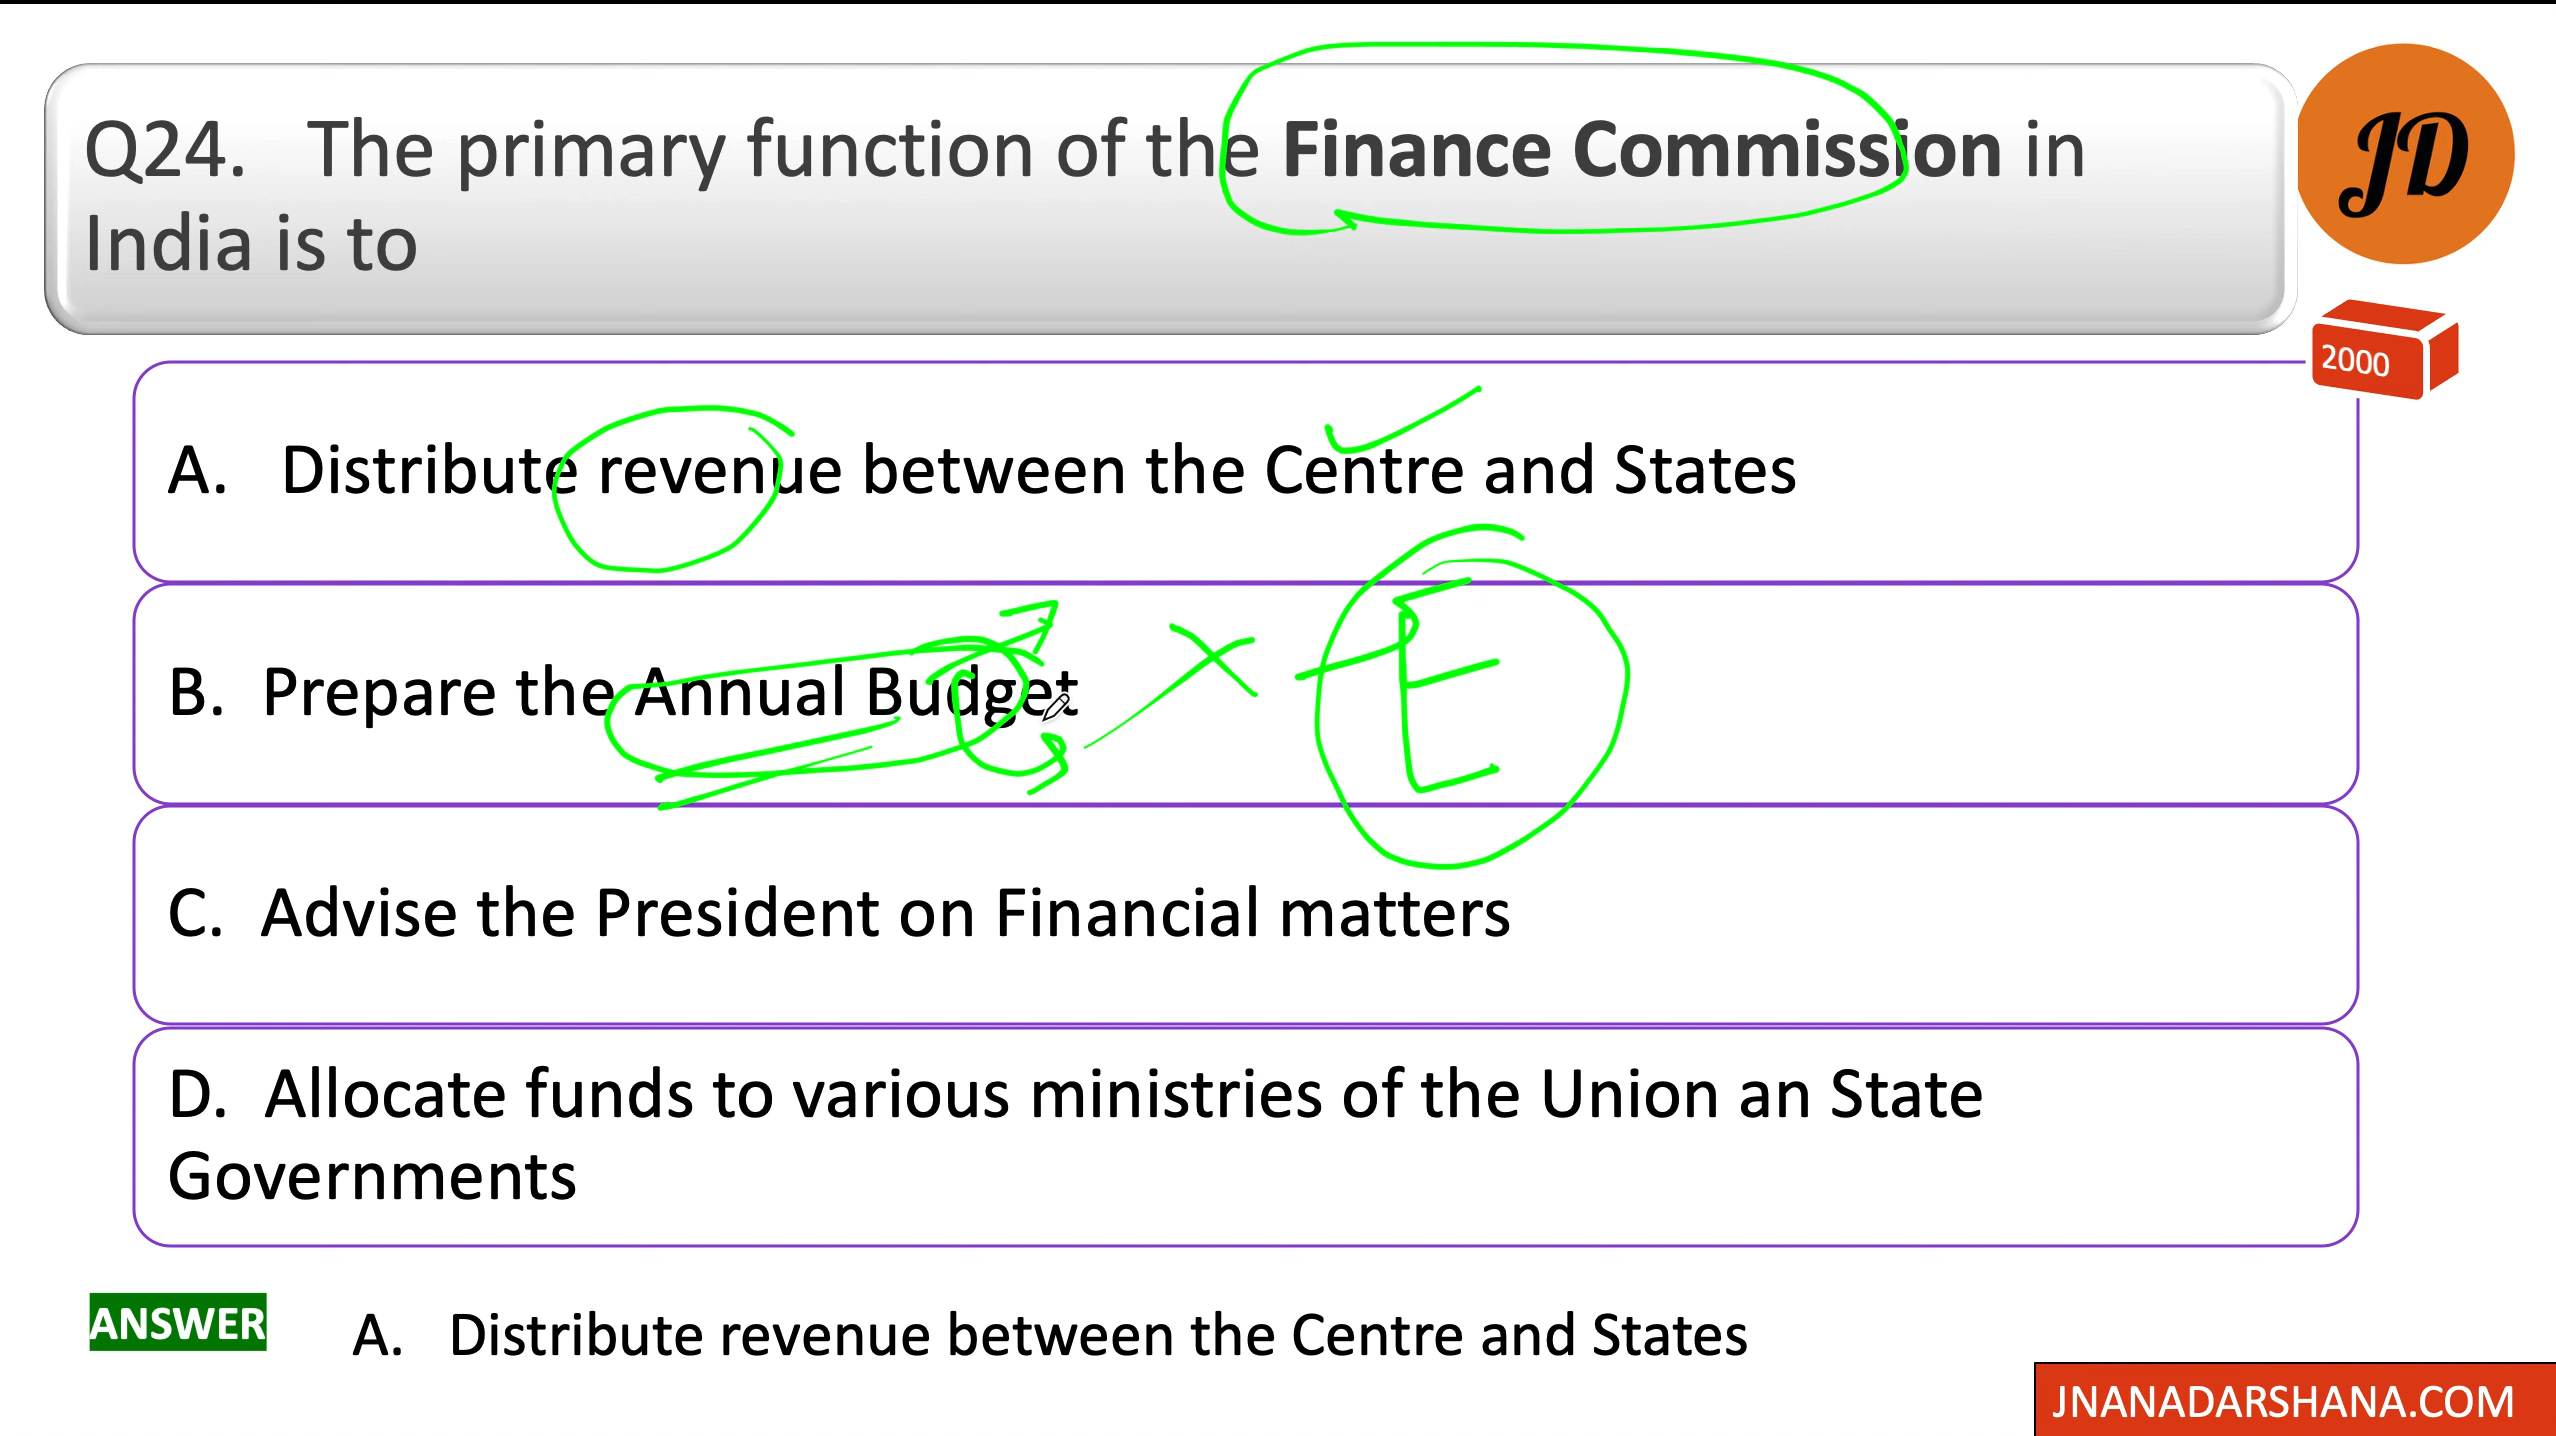 Q24. The primary function of the Finance Commission in
India is to
JD
2000
A. Distribute revenue between the Centre and States
B. Prepare the Annual Budget
E
C. Advise the President on Financial matters
D. Allocate funds to various ministries of the Union an State
Governments
ANSWER
A. Distribute revenue between the Centre and States
JNANADARSHANA.COM